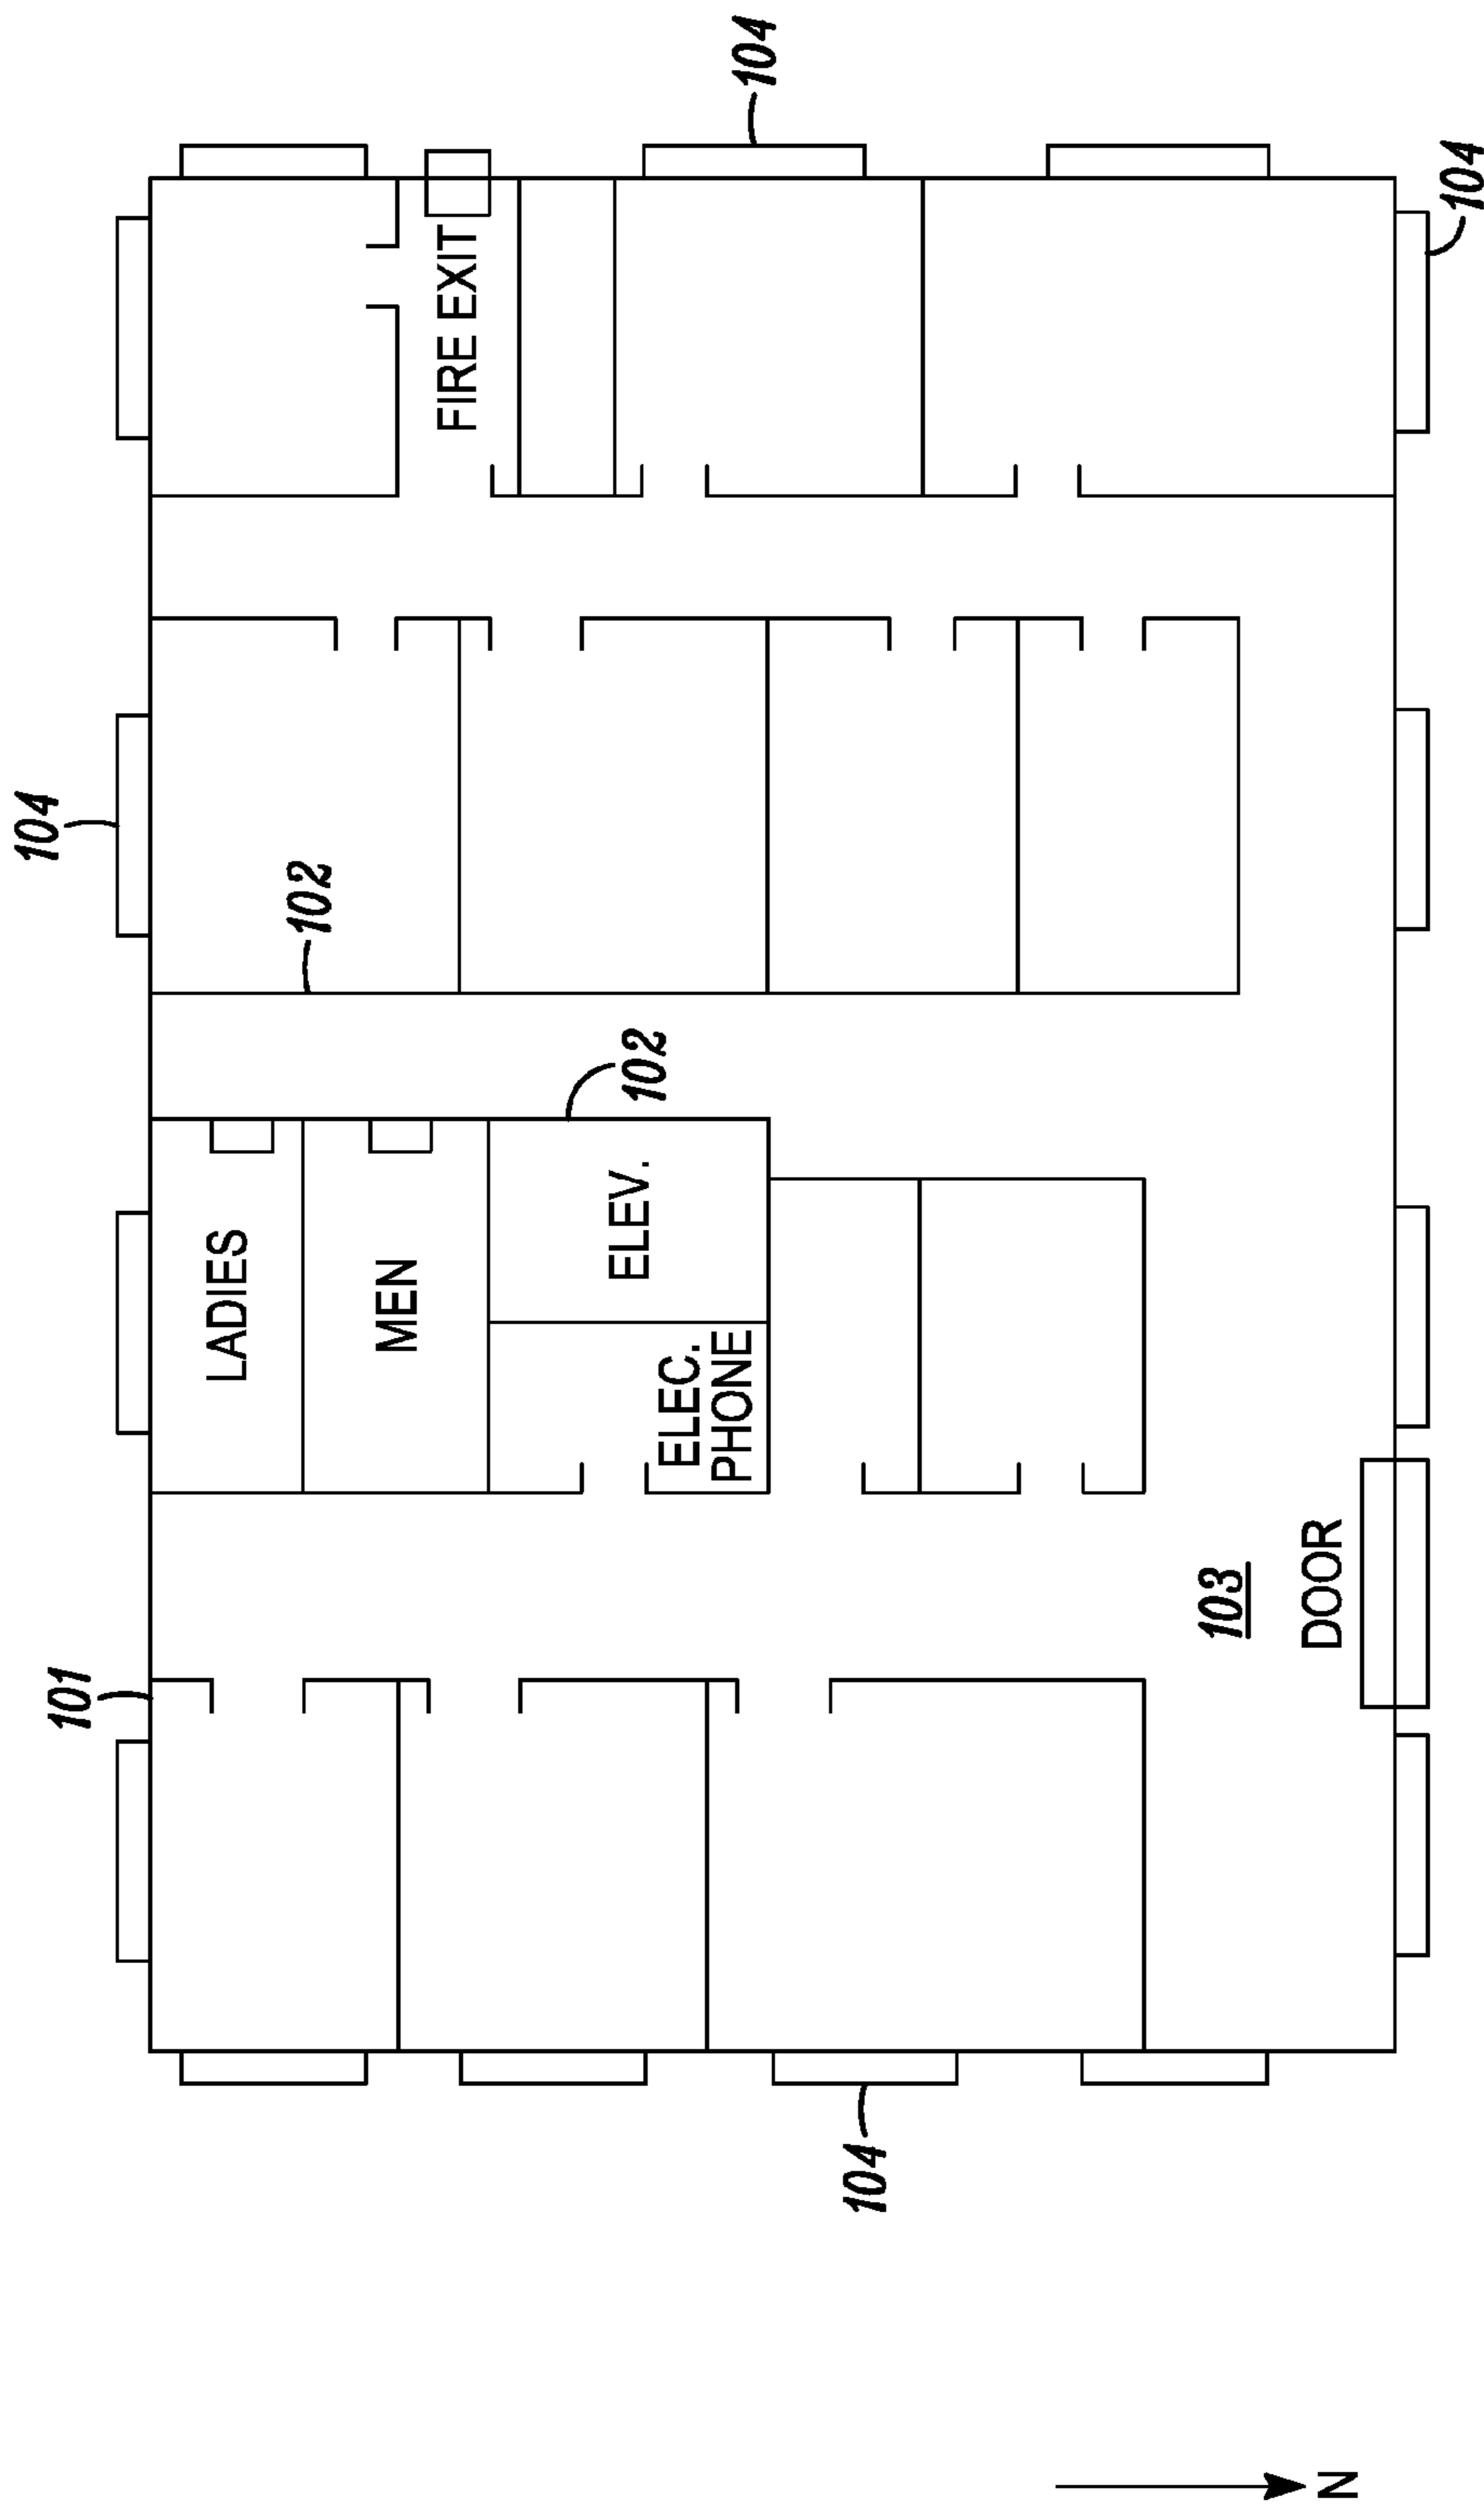 104
101
LADIES
102
MEN
FIRE EXIT
ELEV.
102
ELEC.
PHONE
104
104
103
DOOR
N
104